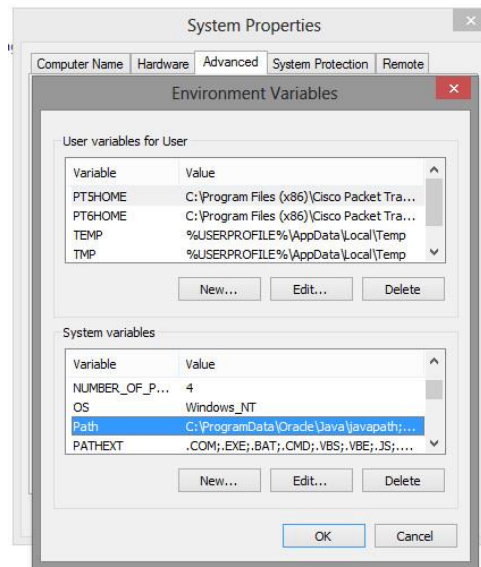 System Properties
Computer Name Hardware Advanced System Protection Remote
Environment Variables
User variables for User
Variable Value
PT5HOME C:\Program Files (x86)\Cisco Packet Tra...
PT6HOME C:\Program Files (x86)\Cisco Packet Tra...
TEMP %USERPROFILE%\AppData\Local\Temp
TMP %USERPROFILE%\AppData\Local\Temp
New... Edit... Delete
System variables
Variable Value
NUMBER_OF_P... 4
OS Windows_NT
Path C:\ProgramData\Oracle\Java\javapath;...
PATHEXT .COM;.EXE;.BAT;.CMD;.VBS;.VBE;.JS;....
New... Edit... Delete
OK Cancel